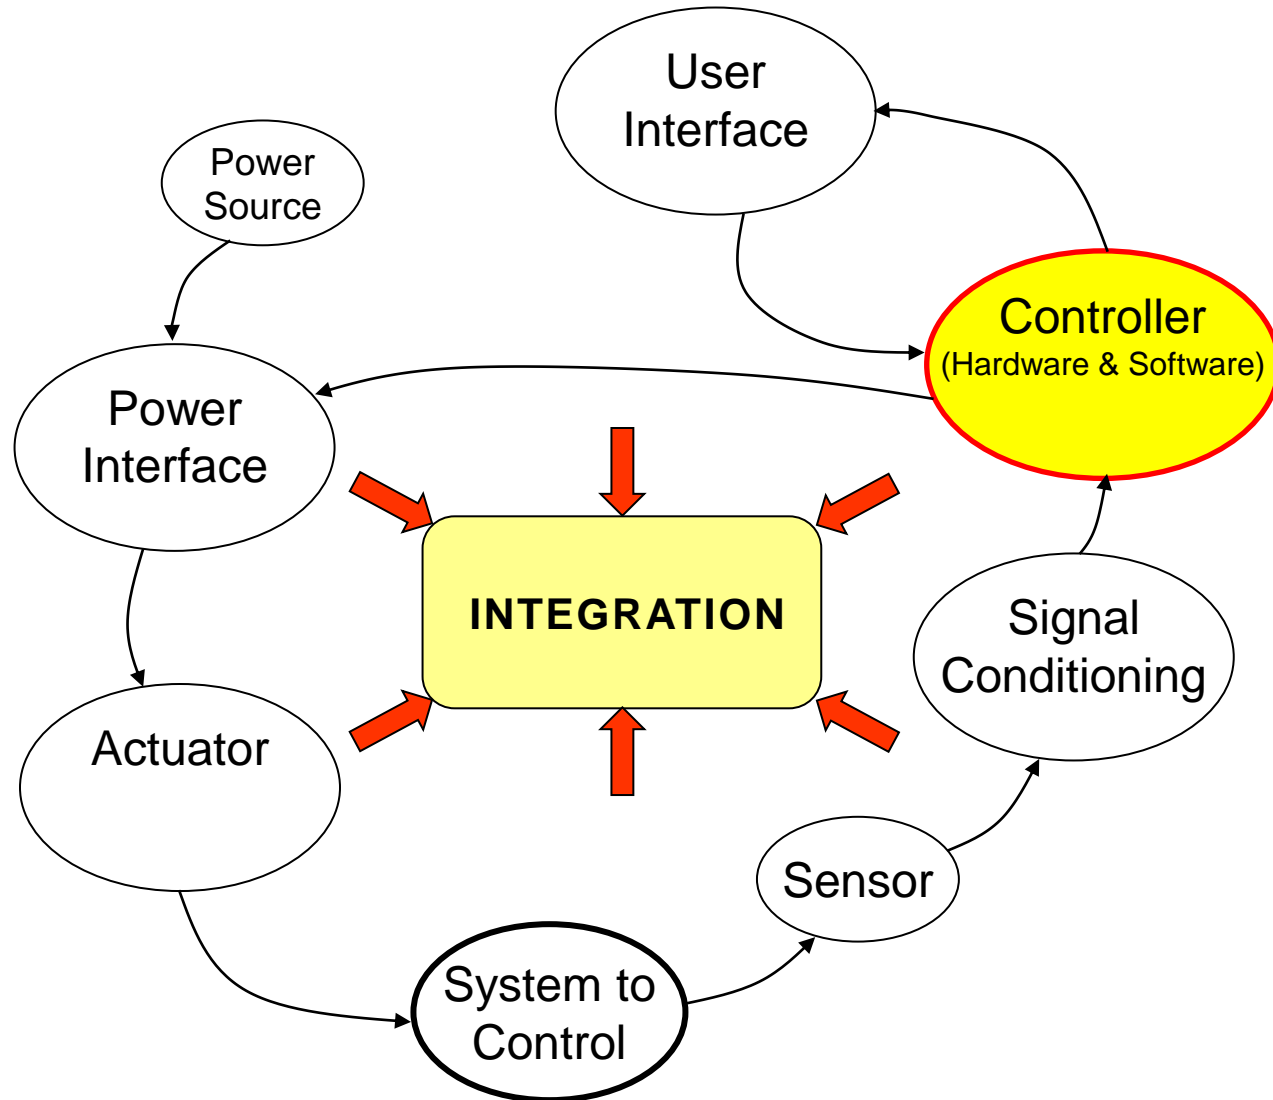 User
Interface
Power
Source
Controller
(Hardware & Software)
Power
Interface
INTEGRATION
Signal
Conditioning
Actuator
Sensor
System to
Control